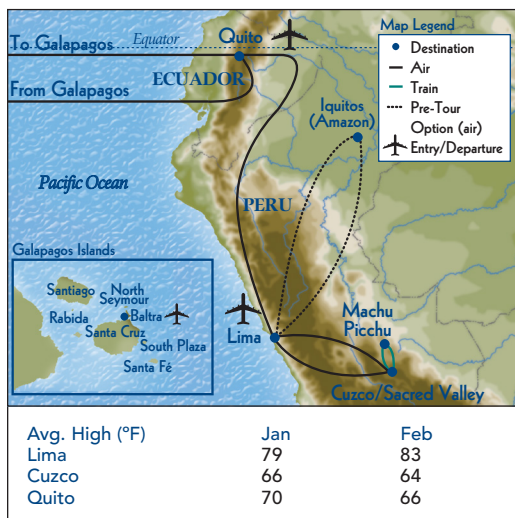 Map Legend
Destination
Air
Train
Pre-Tour
Option (air)
Entry/Departure
To Galapagos
Equator
Quito
ECUADOR
From Galapagos
Iquitos
(Amazon)
Pacific Ocean
PERU
Galapagos Islands
Santiago
North
Seymour
Baltra
Rabida
Santa Cruz
South Plaza
Santa Fé
Lima
Machu
Picchu
Cuzco/Sacred Valley
Avg. High (ºF) Jan Feb
Lima 79 83
Cuzco 66 64
Quito 70 66